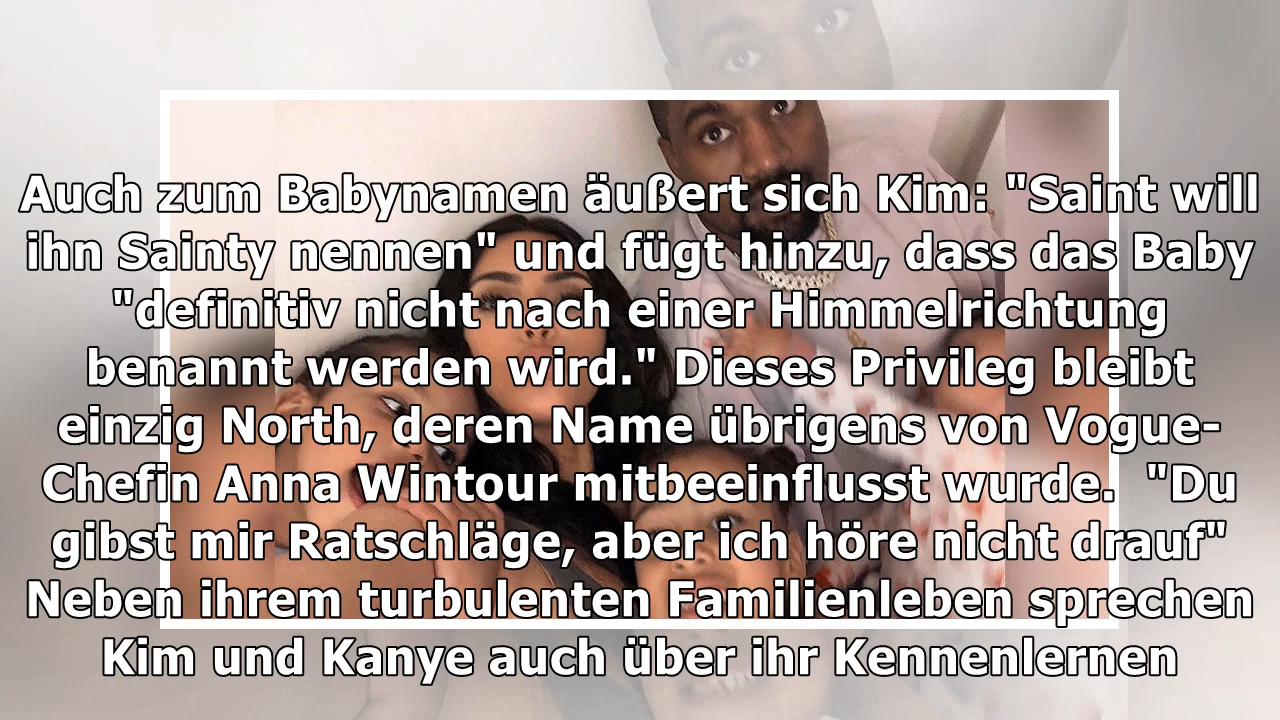 Auch zum Babynamen äußert sich Kim: "Saint will
ihn Sainty nennen" und fügt hinzu, dass das Baby
"definitiv nicht nach einer Himmelrichtung
benannt werden wird." Dieses Privileg bleibt
einzig North, deren Name übrigens von Vogue-
Chefin Anna Wintour mitbeeinflusst wurde.  "Du
gibst mir Ratschläge, aber ich höre nicht drauf"
Neben ihrem turbulenten Familienleben sprechen
Kim und Kanye auch über ihr Kennenlernen